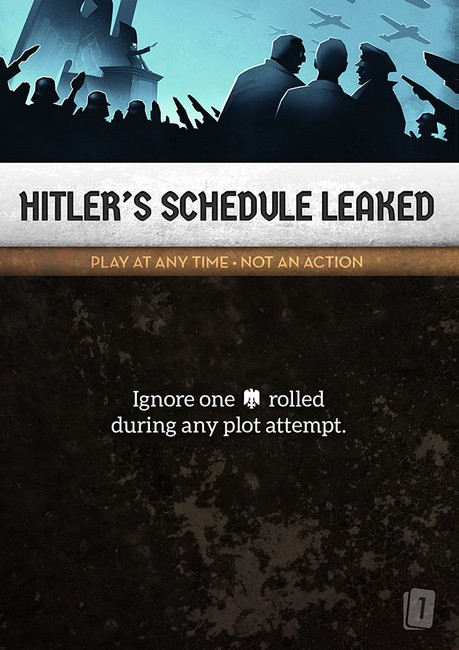 HITLER'S SCHEDULE LEAKED
PLAY AT ANY TIME • NOT AN ACTION
Ignore one rolled
during any plot attempt.
1